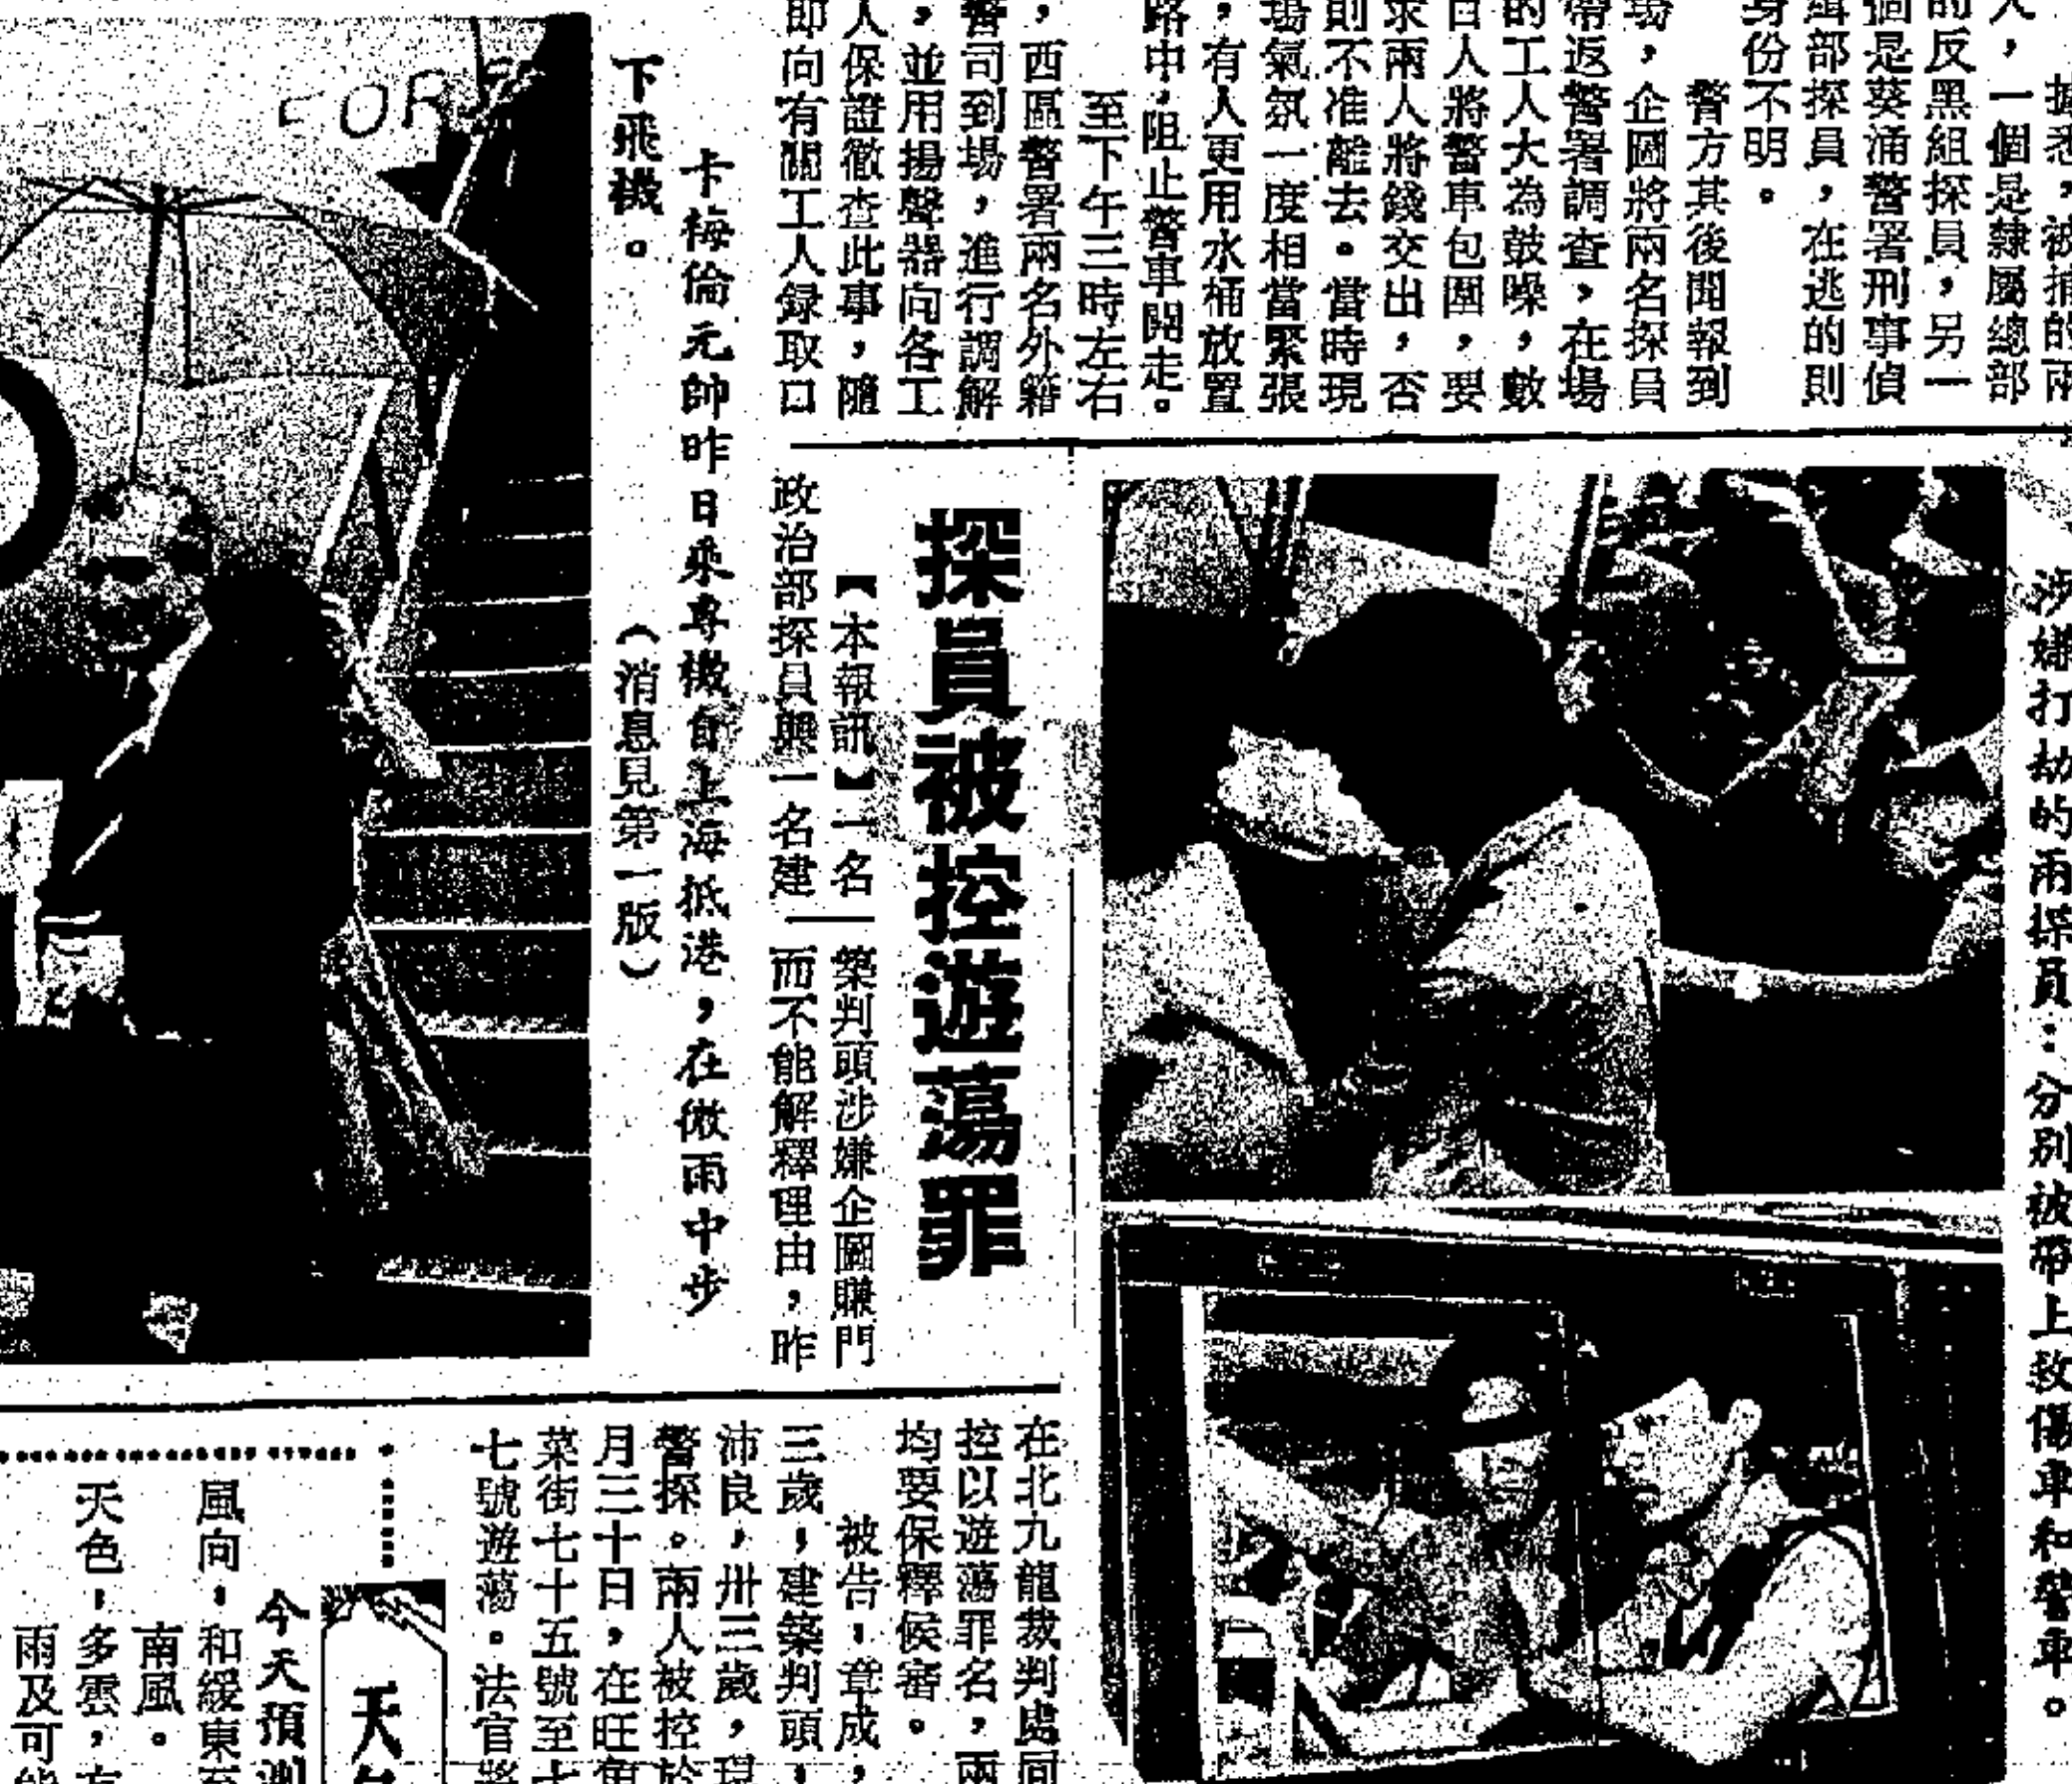 據悉，被捕的兩
人，一個是隸屬總部
的反黑組探員，另一
個是葵涌警署刑事偵
緝部探員，在逃的則
身份不明。
警方其後聞報到
場，企圖將兩名探員
帶返警署調查，在場
的工人大為鼓噪，數
百人將警車包圍，要
求兩人將錢交出，否
則不准離去。當時現
場氣氛一度相當緊張
，有人更用水桶放置
路中，阻止警車開走。
至下午三時左右
，西區警署兩名外籍
警司到場，進行調解
，並用揚聲器向各工
人保證徹查此事，隨
即向有關工人録取口
涉嫌打劫的兩探員：分别被帶上救傷車和警車。
卡梅倫元帥昨日乘專機自上海抵港，在微雨中步
下飛機。
（消息見第一版）
探員被控遊蕩罪
【本報訊】一名
政治部探員與一名建
築判頭涉嫌企圖賺門
而不能解釋理由，昨
在北九龍裁判處同
控以遊蕩罪名，兩
均要保釋候審。
被告，章成，
三歲，建築判頭，
沛良，卅三歲，現
警探。兩人被控於
月三十日，在旺角
菜街七十五號至七
七號遊蕩。法官將
天
今天預測
風向，和緩東至
南風。
天色，多雲，有
雨及可能
FOR